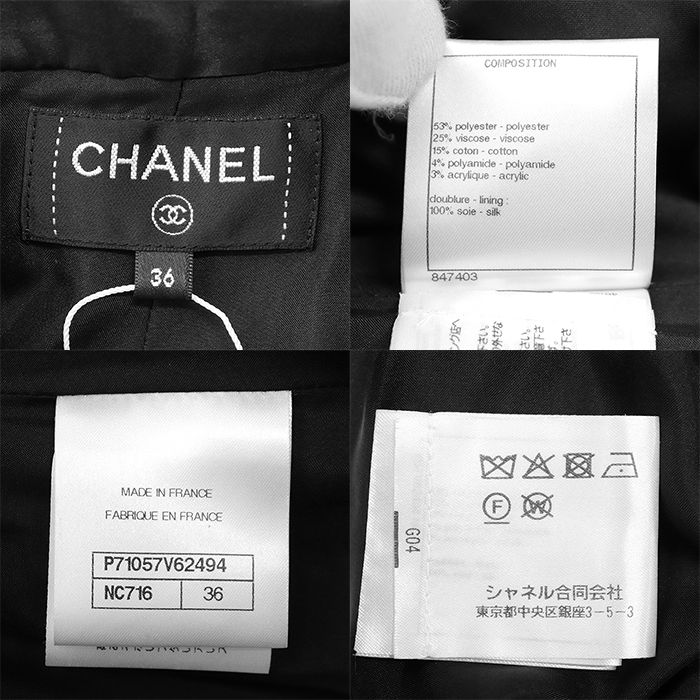 CHANEL
36
COMPOSITION
53% polyester - polyester
25% viscose - viscose
15% coton - cotton
4% polyamide - polyamide
3% acrylique - acrylic
doublure - lining :
100% soie - silk
847403
MADE IN FRANCE
FABRIQUE EN FRANCE
P71057V62494
NC716 36
G04
F W
シャネル合同会社
東京都中央区銀座3-5-3